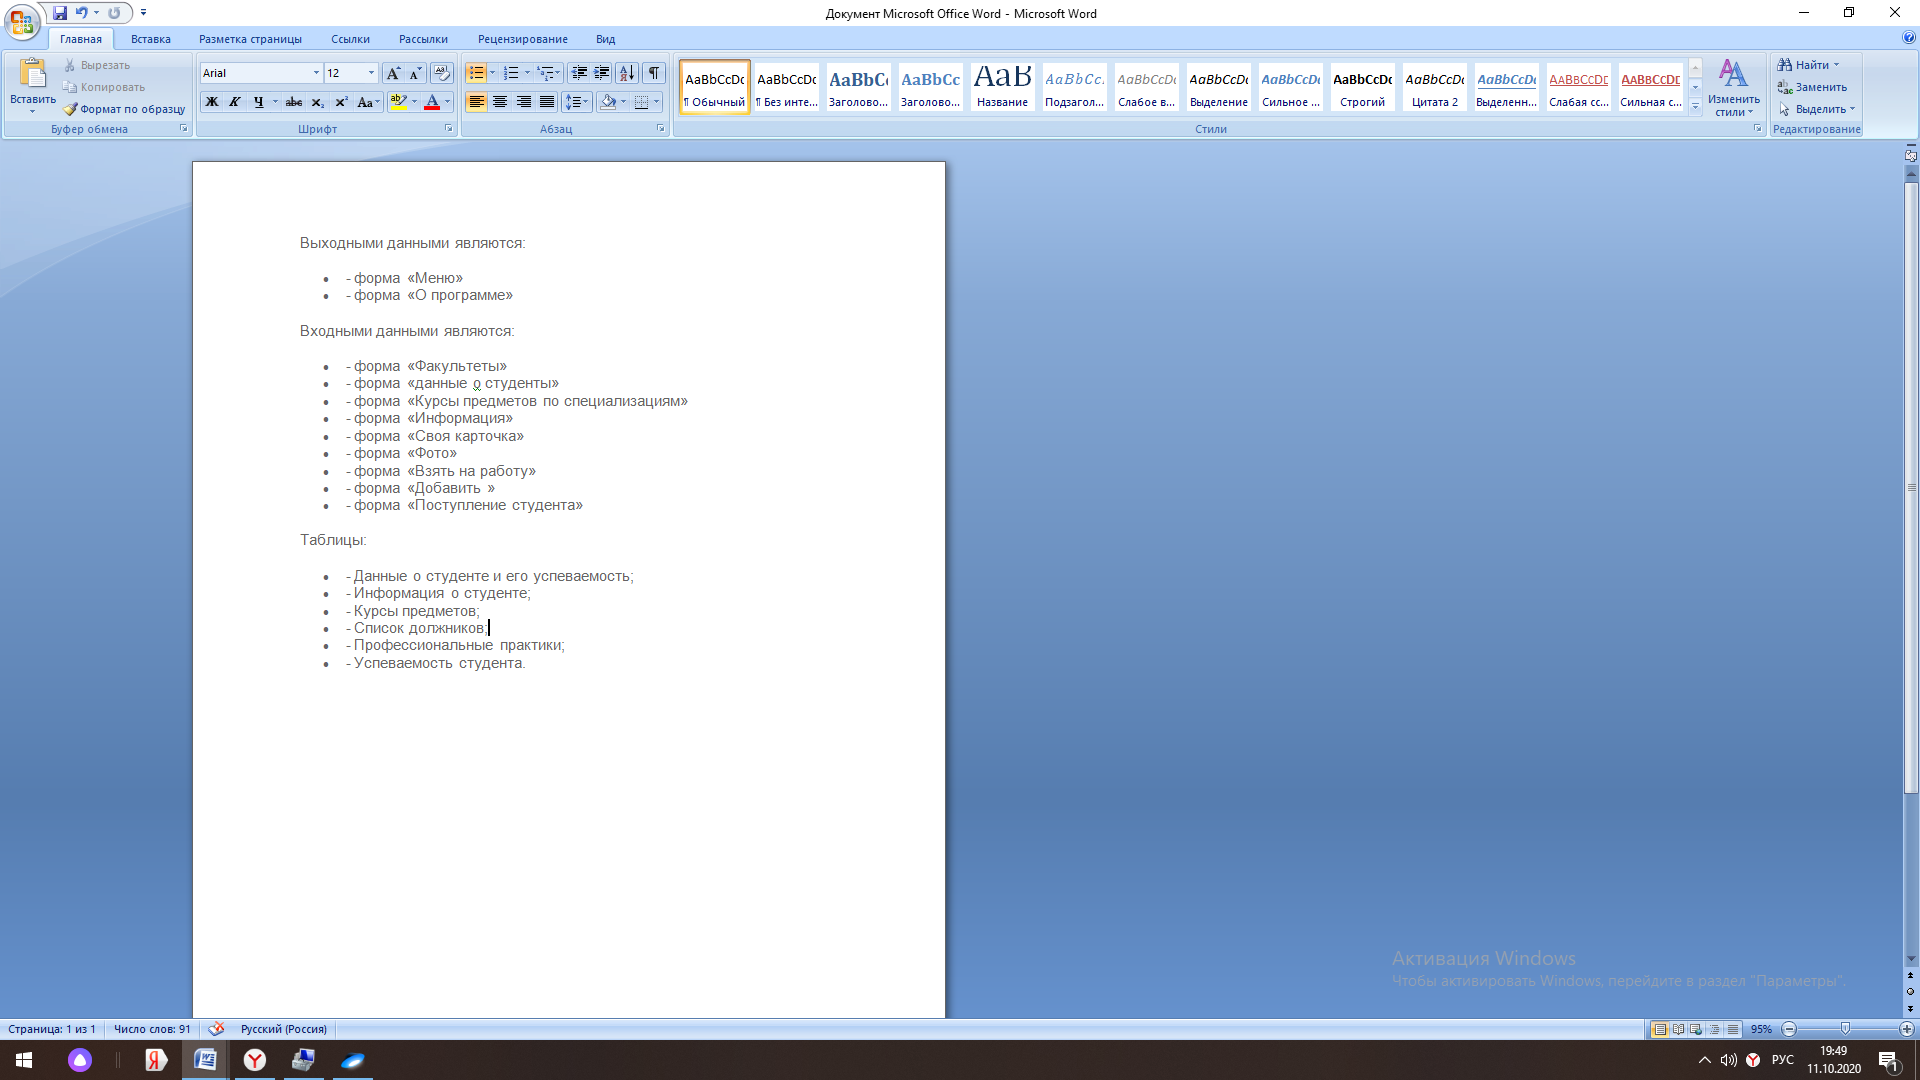 Документ Microsoft Office Word - Microsoft Word
Главная Вставка Разметка страницы Ссылки Рассылки Рецензирование Вид
Вставить
Вырезать
Копировать
Формат по образцу
Буфер обмена
Arial 12
Ж К Ч abc x₂ x² Aa
Шрифт
Абзац
AaBbCcDc AaBbCcDc AaBbC AaBbCc AaB AaBbCc. AaBbCcDc AaBbCcDc AaBbCcDc AaBbCcDc AaBbCcDc AaBbCcDc AABBCCDE AABBCCDE
¶ Обычный ¶ Без инте... Заголово... Заголово... Название Подзагол... Слабое в... Выделение Сильное ... Строгий Цитата 2 Выделенн... Слабая сс... Сильная с...
Изменить стили
Стили
Найти
Заменить
Выделить
Редактирование
Выходными данными являются:
• - форма «Меню»
• - форма «О программе»
Входными данными являются:
• - форма «Факультеты»
• - форма «данные о студенты»
• - форма «Курсы предметов по специализациям»
• - форма «Информация»
• - форма «Своя карточка»
• - форма «Фото»
• - форма «Взять на работу»
• - форма «Добавить »
• - форма «Поступление студента»
Таблицы:
• - Данные о студенте и его успеваемость;
• - Информация о студенте;
• - Курсы предметов;
• - Список должников;
• - Профессиональные практики;
• - Успеваемость студента.
Активация Windows
Чтобы активировать Windows, перейдите в раздел "Параметры".
Страница: 1 из 1 Число слов: 91 Русский (Россия) 95%
РУС 19:49
11.10.2020